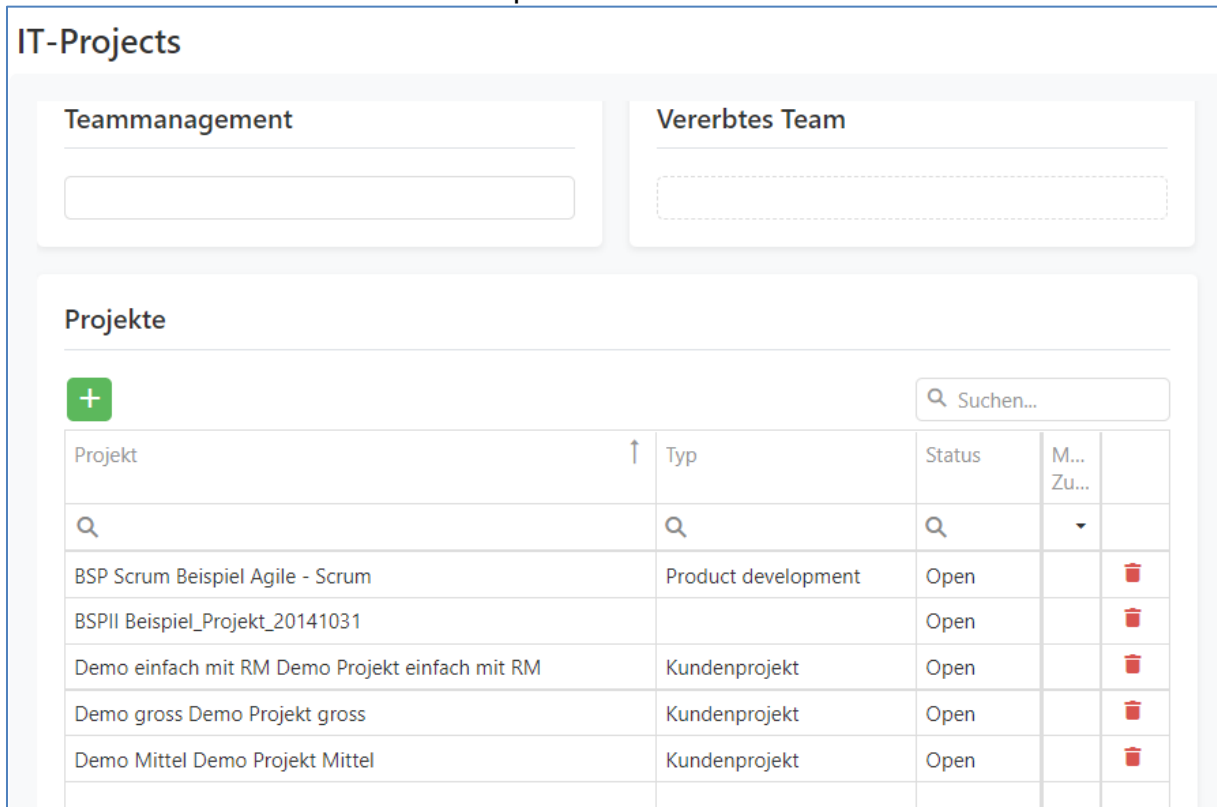 IT-Projects
Teammanagement Vererbtes Team
Projekte
Suchen...
Projekt Typ Status M...
Zu...
BSP Scrum Beispiel Agile - Scrum Product development Open
BSPII Beispiel_Projekt_20141031 Open
Demo einfach mit RM Demo Projekt einfach mit RM Kundenprojekt Open
Demo gross Demo Projekt gross Kundenprojekt Open
Demo Mittel Demo Projekt Mittel Kundenprojekt Open